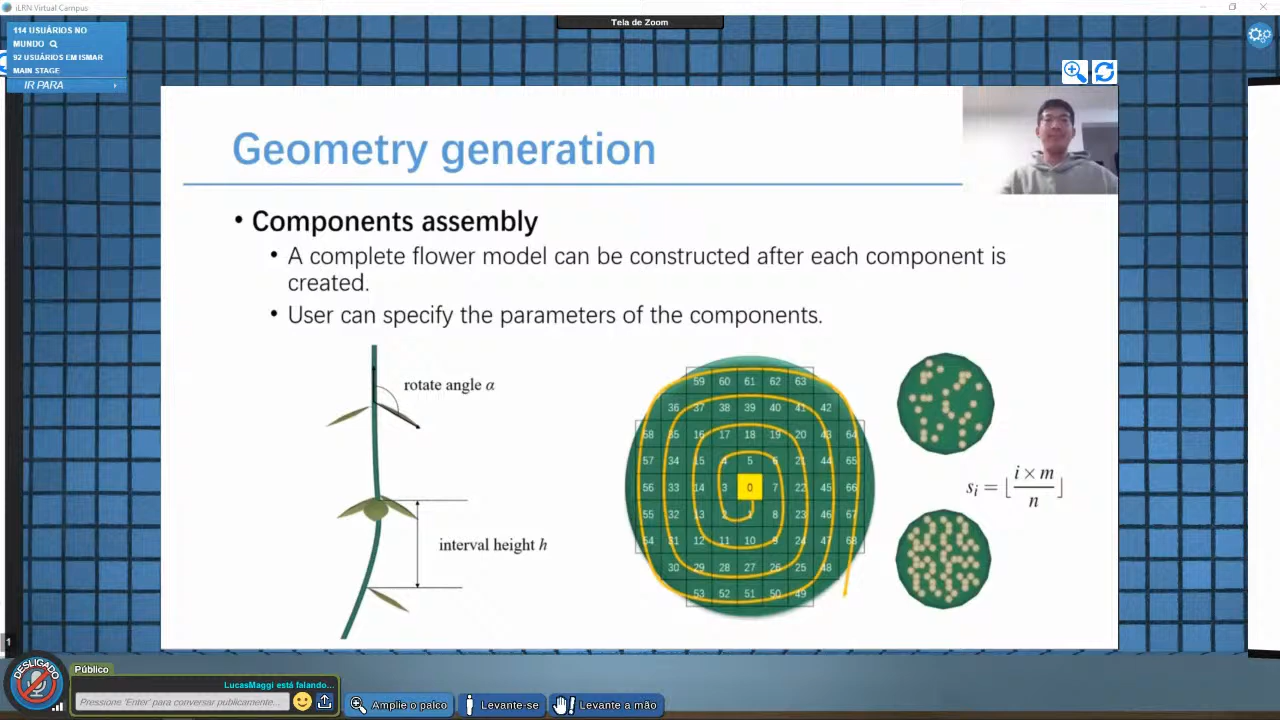 iLRN Virtual Campus
Tela de Zoom
114 USUÁRIOS NO
MUNDO
92 USUÁRIOS EM ISMAR
MAIN STAGE
IR PARA
Geometry generation
• Components assembly
• A complete flower model can be constructed after each component is
created.
• User can specify the parameters of the components.
rotate angle α
interval height h
59 60 61 62 63
36 37 38 39 40 41 42
58 35 16 17 18 19 20 43 64
57 34 15 4 5 6 21 44 65
56 33 14 3 0 7 22 45 66
55 32 13 2 1 8 23 46 67
54 31 12 11 10 9 24 47 68
30 29 28 27 26 25 48
53 52 51 50 49
s_i = ⌊(i × m)/n⌋
1
DESLIGADO
Público
LucasMaggi está falando...
Pressione 'Enter' para conversar publicamente...
Amplie o palco
Levante-se
Levante a mão